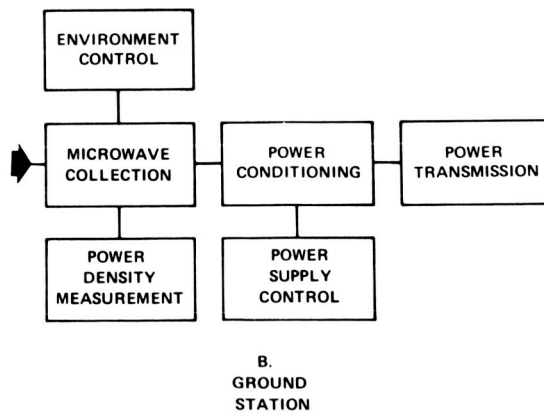 ENVIRONMENT
CONTROL
MICROWAVE
COLLECTION
POWER
CONDITIONING
POWER
TRANSMISSION
POWER
DENSITY
MEASUREMENT
POWER
SUPPLY
CONTROL
B.
GROUND
STATION